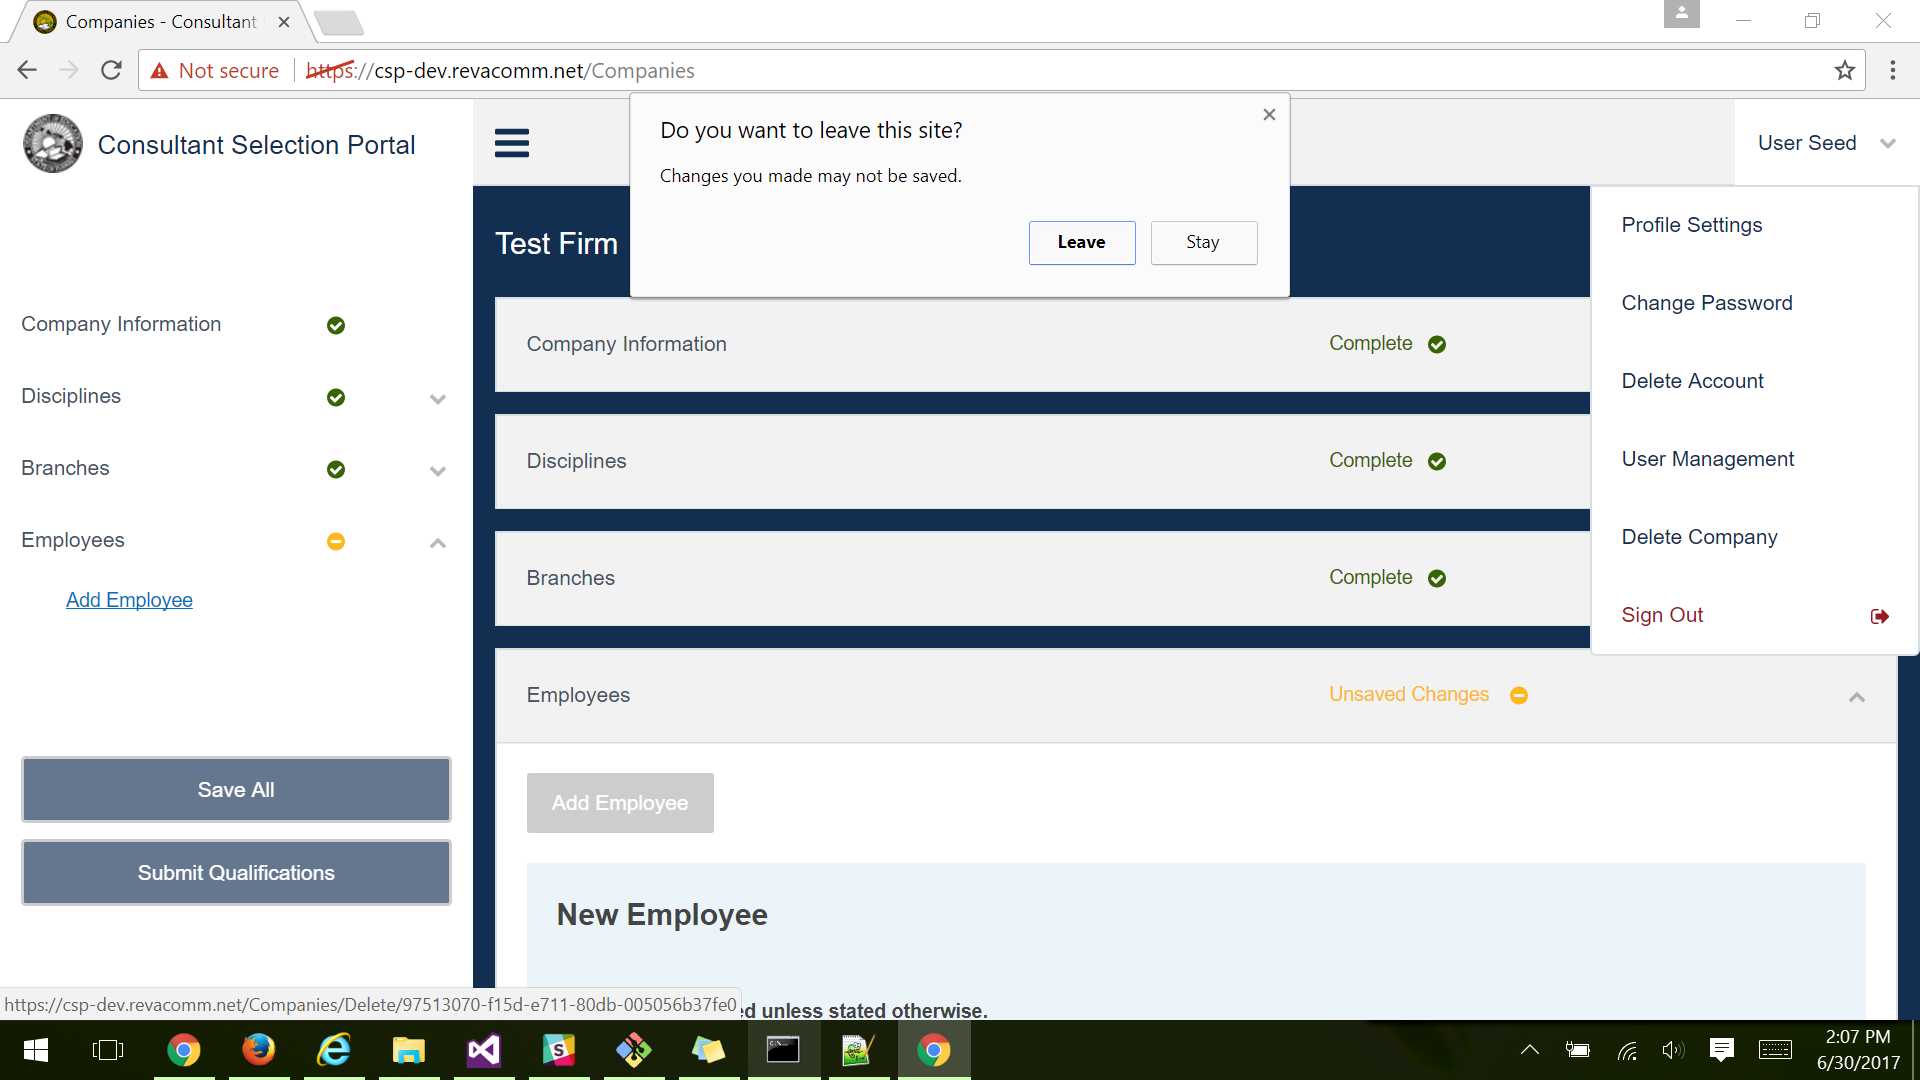 Companies - Consultant
Not secure
https://csp-dev.revacomm.net/Companies
Do you want to leave this site?
Changes you made may not be saved.
Leave
Stay
Consultant Selection Portal
User Seed
Profile Settings
Change Password
Delete Account
User Management
Delete Company
Sign Out
Company Information
Disciplines
Branches
Employees
Add Employee
Save All
Submit Qualifications
Test Firm
Company Information
Complete
Disciplines
Complete
Branches
Complete
Employees
Unsaved Changes
Add Employee
New Employee
d unless stated otherwise.
https://csp-dev.revacomm.net/Companies/Delete/97513070-f15d-e711-80db-005056b37fe0
2:07 PM
6/30/2017